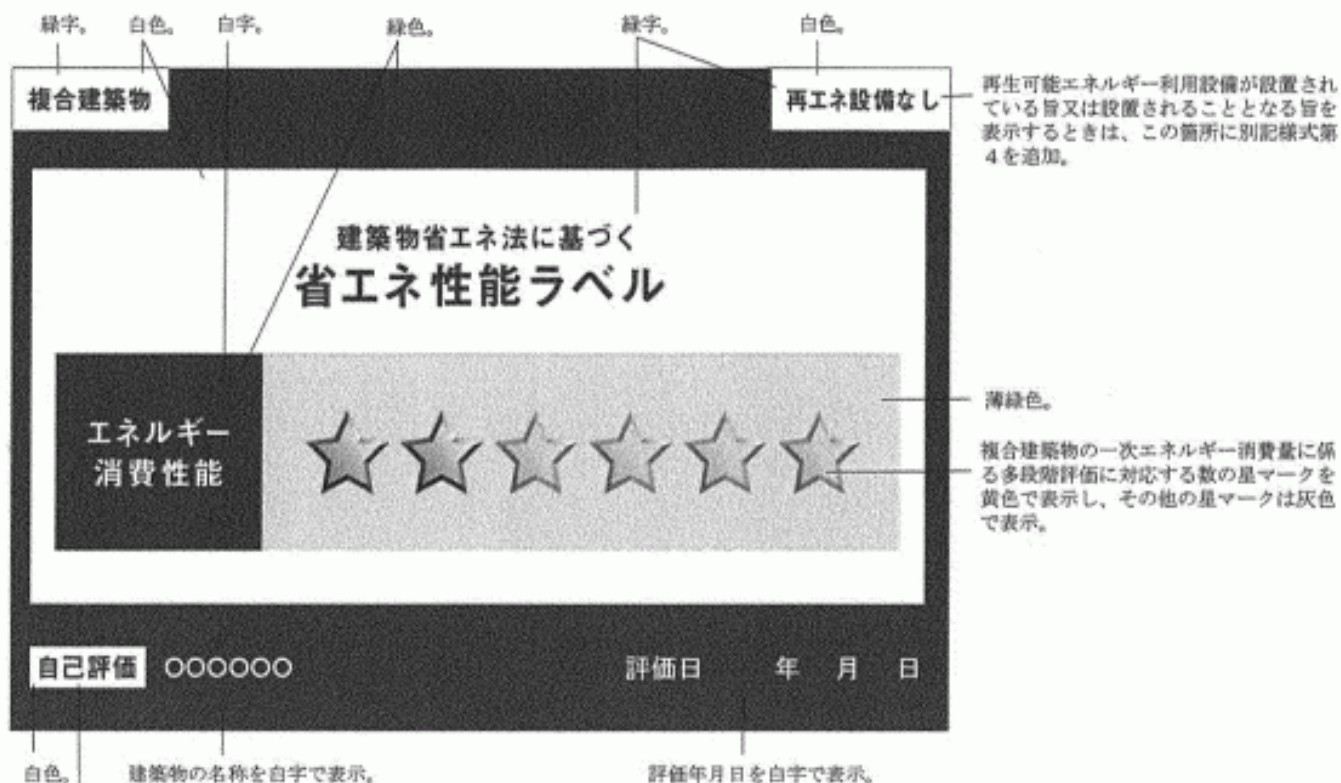 緑字。 白色。 白字。 緑色。 緑字。 白色。
複合建築物
再エネ設備なし
再生可能エネルギー利用設備が設置され
ている旨又は設置されることとなる旨を
表示するときは、この箇所に別記様式第
4を追加。
建築物省エネ法に基づく
省エネ性能ラベル
エネルギー
消費性能
薄緑色。
複合建築物の一次エネルギー消費量に係
る多段階評価に対応する数の星マークを
黄色で表示し、その他の星マークは灰色
で表示。
自己評価 ○○○○○○ 評価日 年 月 日
白色。 建築物の名称を白字で表示。 評価年月日を白字で表示。